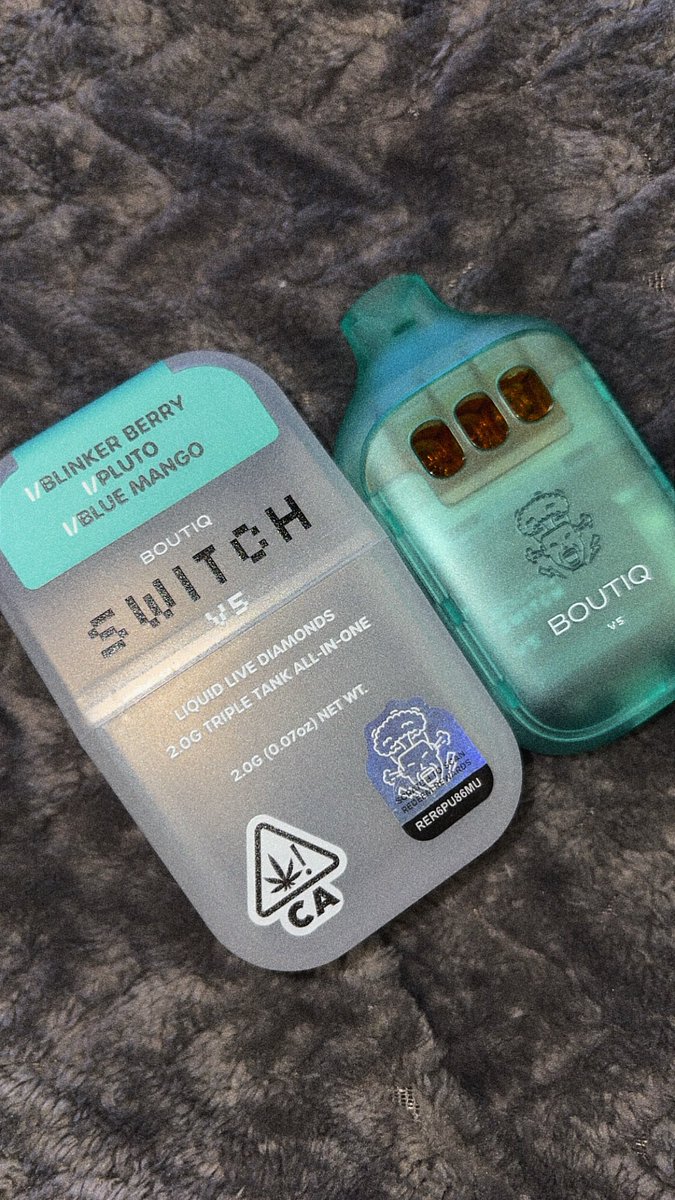 I/BLINKER BERRY
I/PLUTO
I/BLUE MANGO
BOUTIQ
SWITCH
V5
LIQUID LIVE DIAMONDS
2.0G TRIPLE TANK ALL-IN-ONE
2.0G (0.07oz) NET WT.
RER6PU86MU
CA
BOUTIQ
V5